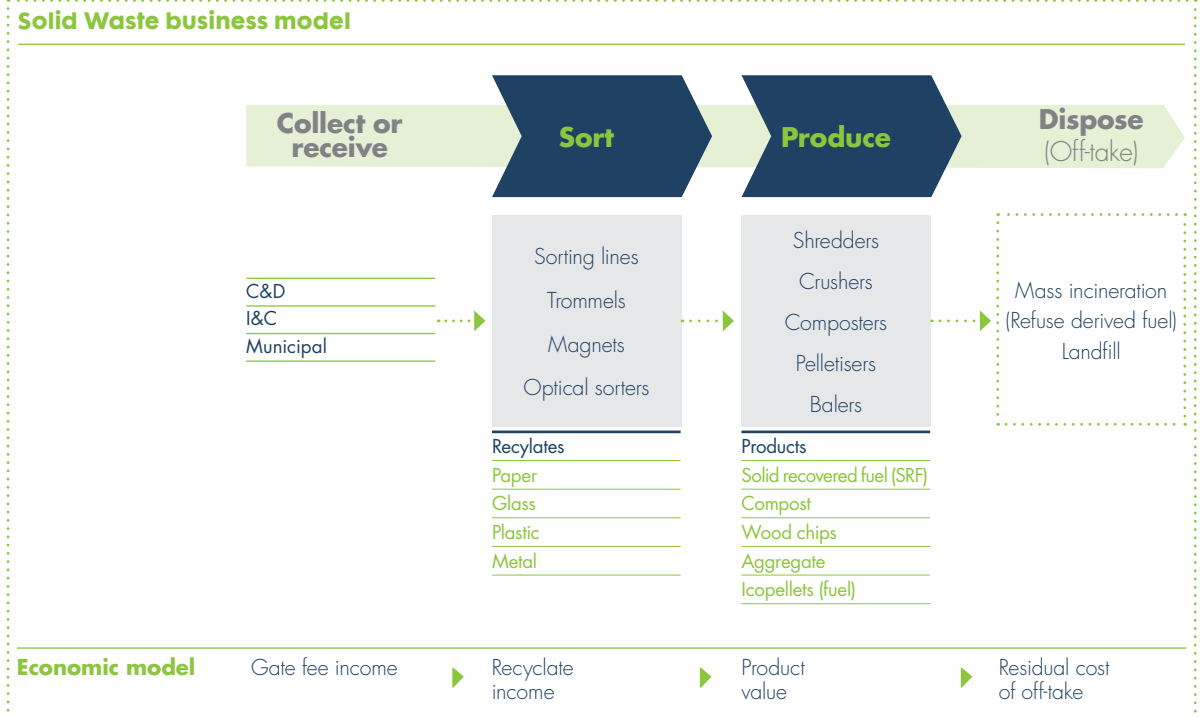 Solid Waste business model
Collect or
receive
Sort
Produce
Dispose
(Off-take)
C&D
I&C
Municipal
Sorting lines
Trommels
Magnets
Optical sorters
Shredders
Crushers
Composters
Pelletisers
Balers
Mass incineration
(Refuse derived fuel)
Landfill
Recylates
Paper
Glass
Plastic
Metal
Products
Solid recovered fuel (SRF)
Compost
Wood chips
Aggregate
Icopellets (fuel)
Economic model
Gate fee income
Recyclate
income
Product
value
Residual cost
of off-take